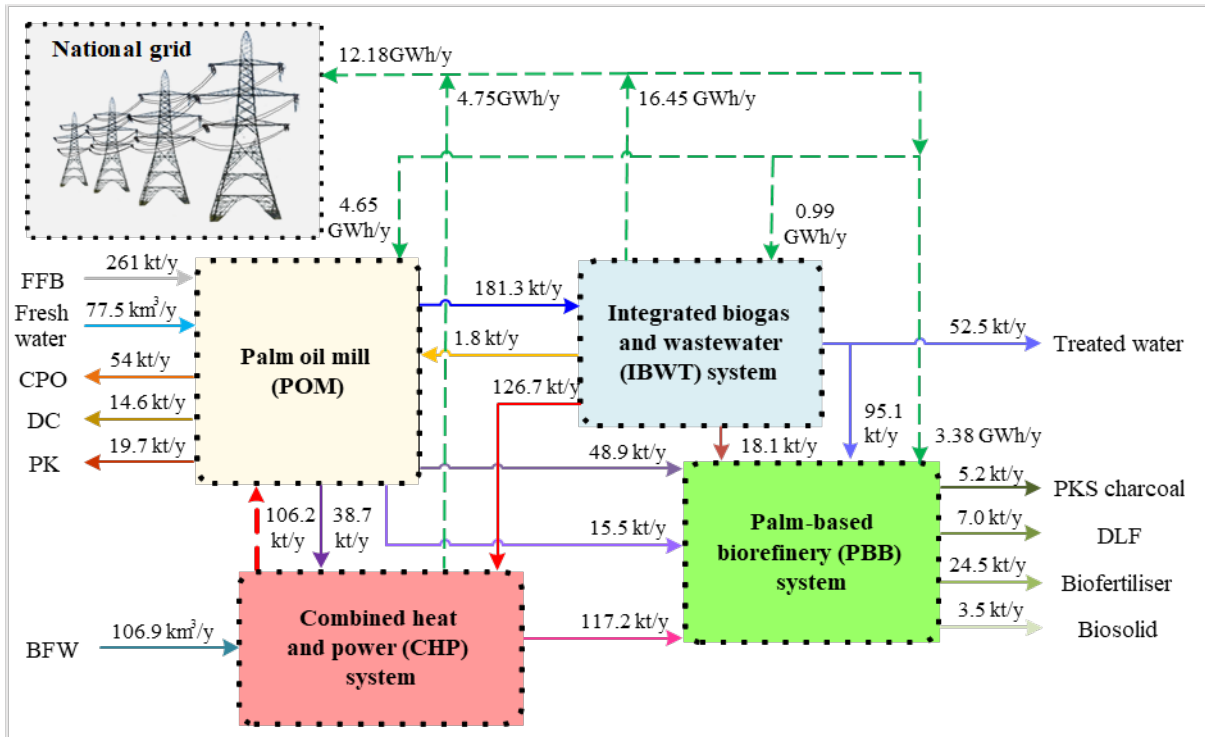 National grid
12.18GWh/y
4.75GWh/y
16.45 GWh/y
4.65
GWh/y
0.99
GWh/y
FFB
261 kt/y
Fresh
water
77.5 km³/y
CPO
54 kt/y
DC
14.6 kt/y
PK
19.7 kt/y
Palm oil mill
(POM)
181.3 kt/y
1.8 kt/y
126.7 kt/y
Integrated biogas
and wastewater
(IBWT) system
52.5 kt/y
Treated water
95.1
kt/y
18.1 kt/y
3.38 GWh/y
48.9 kt/y
15.5 kt/y
106.2
kt/y
38.7
kt/y
Palm-based
biorefinery (PBB)
system
5.2 kt/y
PKS charcoal
7.0 kt/y
DLF
24.5 kt/y
Biofertiliser
3.5 kt/y
Biosolid
BFW
106.9 km³/y
Combined heat
and power (CHP)
system
117.2 kt/y